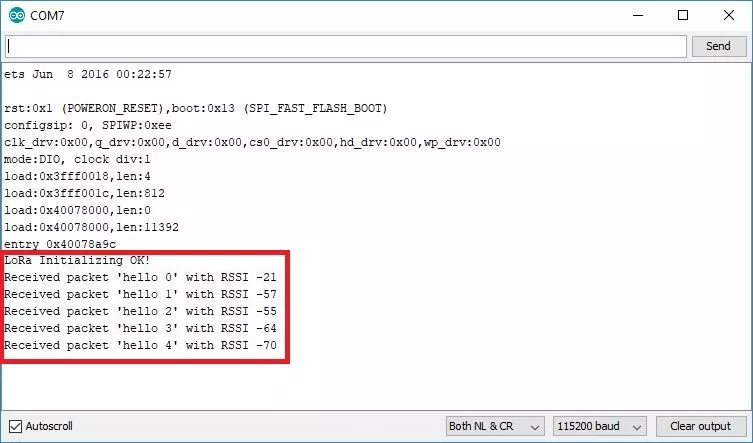 COM7
Send
ets Jun  8 2016 00:22:57
rst:0x1 (POWERON_RESET),boot:0x13 (SPI_FAST_FLASH_BOOT)
configsip: 0, SPIWP:0xee
clk_drv:0x00,q_drv:0x00,d_drv:0x00,cs0_drv:0x00,hd_drv:0x00,wp_drv:0x00
mode:DIO, clock div:1
load:0x3fff0018,len:4
load:0x3fff001c,len:812
load:0x40078000,len:0
load:0x40078000,len:11392
entry 0x40078a9c
LoRa Initializing OK!
Received packet 'hello 0' with RSSI -21
Received packet 'hello 1' with RSSI -57
Received packet 'hello 2' with RSSI -55
Received packet 'hello 3' with RSSI -64
Received packet 'hello 4' with RSSI -70
Autoscroll Both NL & CR 115200 baud Clear output